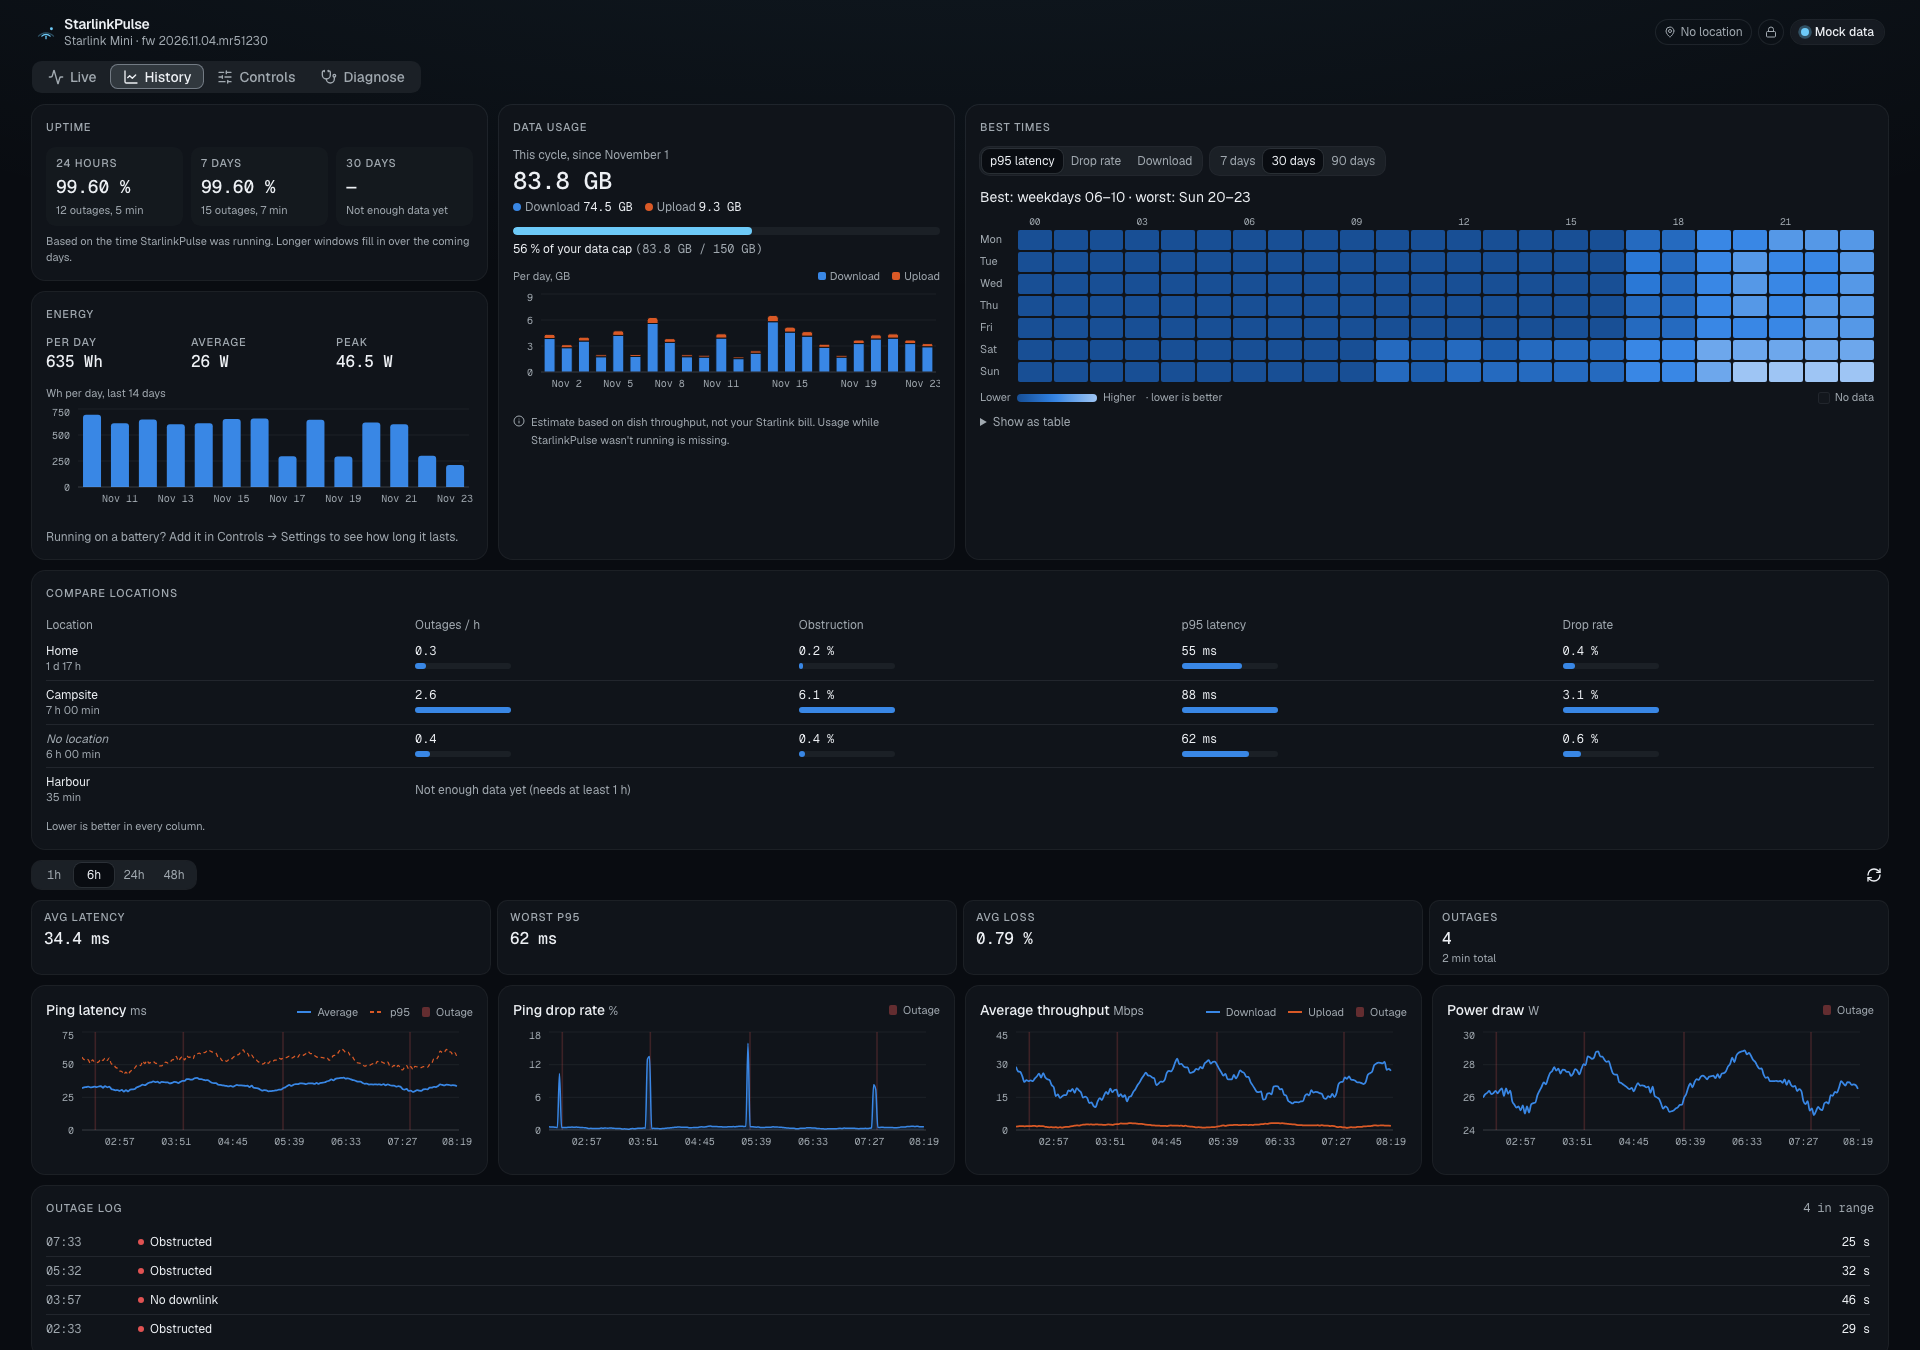 StarlinkPulse
Starlink Mini · fw 2026.11.04.mr51230
No location
Mock data
Live
History
Controls
Diagnose
UPTIME
24 HOURS
99.60 %
12 outages, 5 min
7 DAYS
99.60 %
15 outages, 7 min
30 DAYS
–
Not enough data yet
Based on the time StarlinkPulse was running. Longer windows fill in over the coming
days.
ENERGY
PER DAY
635 Wh
AVERAGE
26 W
PEAK
46.5 W
Wh per day, last 14 days
750
500
250
0
Nov 11 Nov 13 Nov 15 Nov 17 Nov 19 Nov 21 Nov 23
Running on a battery? Add it in Controls → Settings to see how long it lasts.
DATA USAGE
This cycle, since November 1
83.8 GB
Download 74.5 GB Upload 9.3 GB
56 % of your data cap (83.8 GB / 150 GB)
Per day, GB
Download Upload
9
6
3
0
Nov 2 Nov 5 Nov 8 Nov 11 Nov 15 Nov 19 Nov 23
Estimate based on dish throughput, not your Starlink bill. Usage while
StarlinkPulse wasn't running is missing.
BEST TIMES
p95 latency Drop rate Download
7 days 30 days 90 days
Best: weekdays 06–10 · worst: Sun 20–23
00 03 06 09 12 15 18 21
Mon
Tue
Wed
Thu
Fri
Sat
Sun
Lower Higher · lower is better
No data
Show as table
COMPARE LOCATIONS
Location Outages / h Obstruction p95 latency Drop rate
Home 0.3 0.2 % 55 ms 0.4 %
1 d 17 h
Campsite 2.6 6.1 % 88 ms 3.1 %
7 h 00 min
No location 0.4 0.4 % 62 ms 0.6 %
6 h 00 min
Harbour
35 min
Not enough data yet (needs at least 1 h)
Lower is better in every column.
1h 6h 24h 48h
AVG LATENCY
34.4 ms
WORST P95
62 ms
AVG LOSS
0.79 %
OUTAGES
4
2 min total
Ping latency ms
Average p95 Outage
75
50
25
0
02:57 03:51 04:45 05:39 06:33 07:27 08:19
Ping drop rate %
Outage
18
12
6
0
02:57 03:51 04:45 05:39 06:33 07:27 08:19
Average throughput Mbps
Download Upload Outage
45
30
15
0
02:57 03:51 04:45 05:39 06:33 07:27 08:19
Power draw W
Outage
30
28
26
24
02:57 03:51 04:45 05:39 06:33 07:27 08:19
OUTAGE LOG
4 in range
07:33 Obstructed 25 s
05:32 Obstructed 32 s
03:57 No downlink 46 s
02:33 Obstructed 29 s